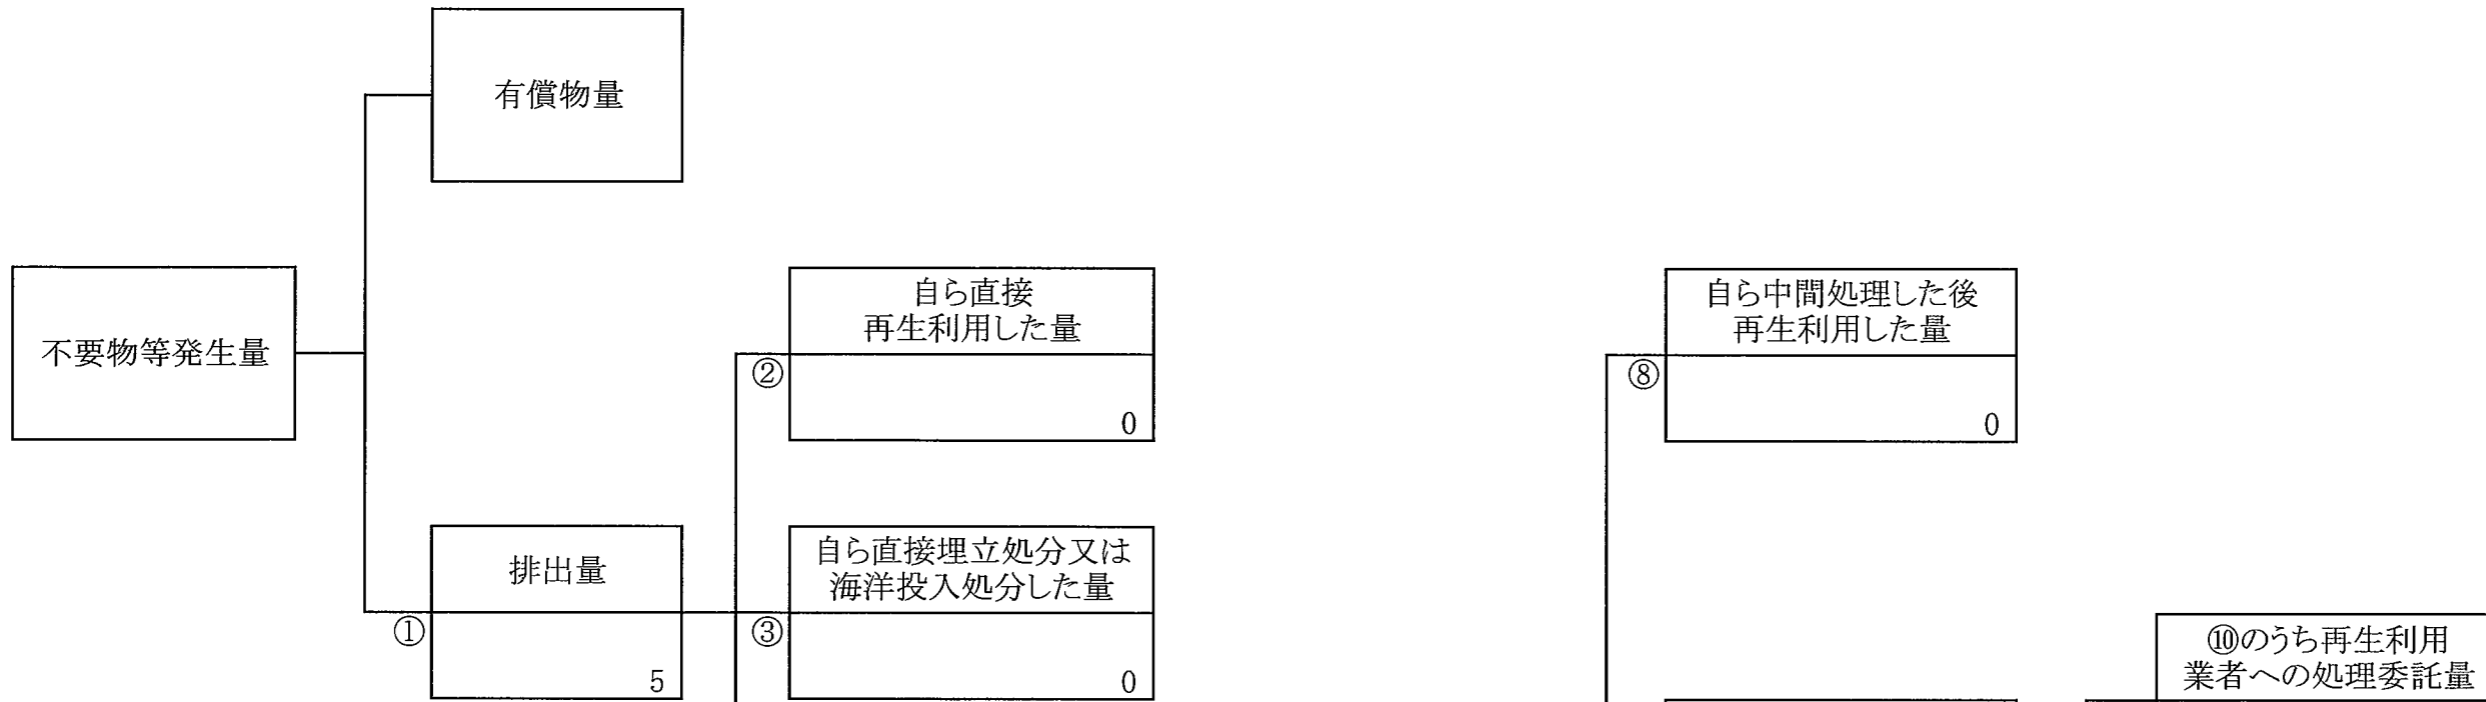 有償物量
不要物等発生量
自ら直接
再生利用した量
②
0
自ら中間処理した後
再生利用した量
⑧
0
排出量
①
5
自ら直接埋立処分又は
海洋投入処分した量
③
0
⑩のうち再生利用
業者への処理委託量